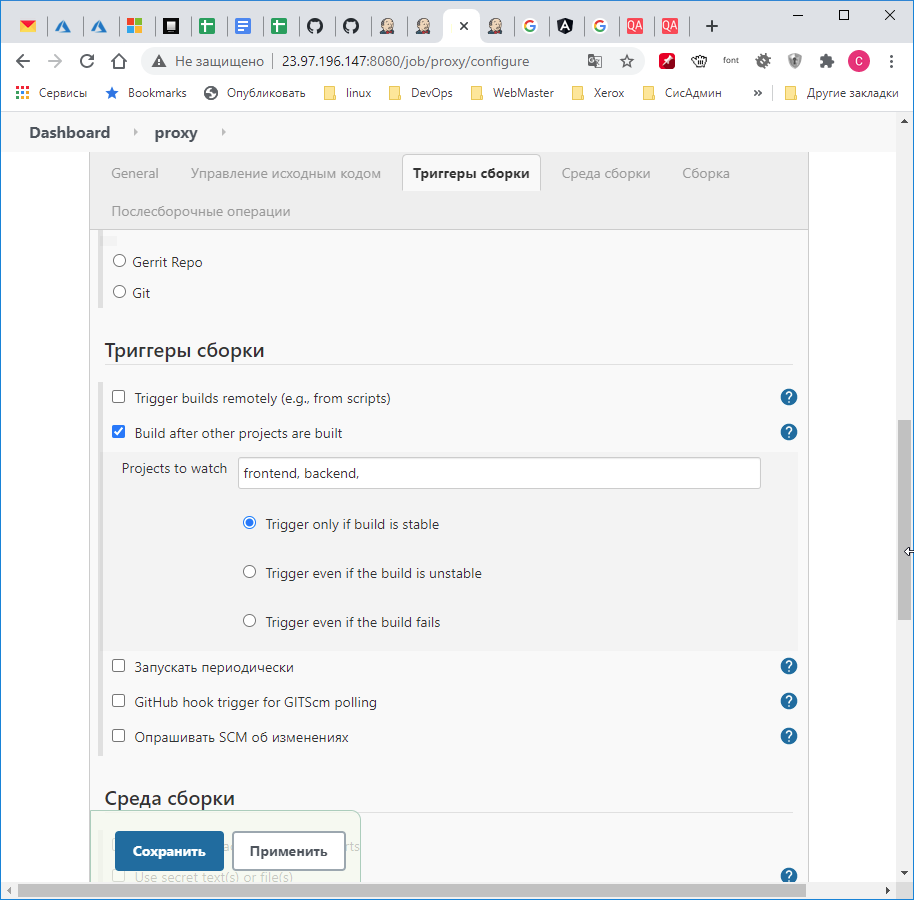 QA QA
Не защищено 23.97.196.147:8080/job/proxy/configure font C
Сервисы Bookmarks Опубликовать linux DevOps WebMaster Xerox СисАдмин » Другие закладки
Dashboard proxy
General Управление исходным кодом Триггеры сборки Среда сборки Сборка
Послесборочные операции
Gerrit Repo
Git
Триггеры сборки
Trigger builds remotely (e.g., from scripts) ?
Build after other projects are built ?
Projects to watch frontend, backend,
Trigger only if build is stable
Trigger even if the build is unstable
Trigger even if the build fails
Запускать периодически ?
GitHub hook trigger for GITScm polling ?
Опрашивать SCM об изменениях ?
Среда сборки
Сохранить Применить
Use secret text(s) or file(s) ?